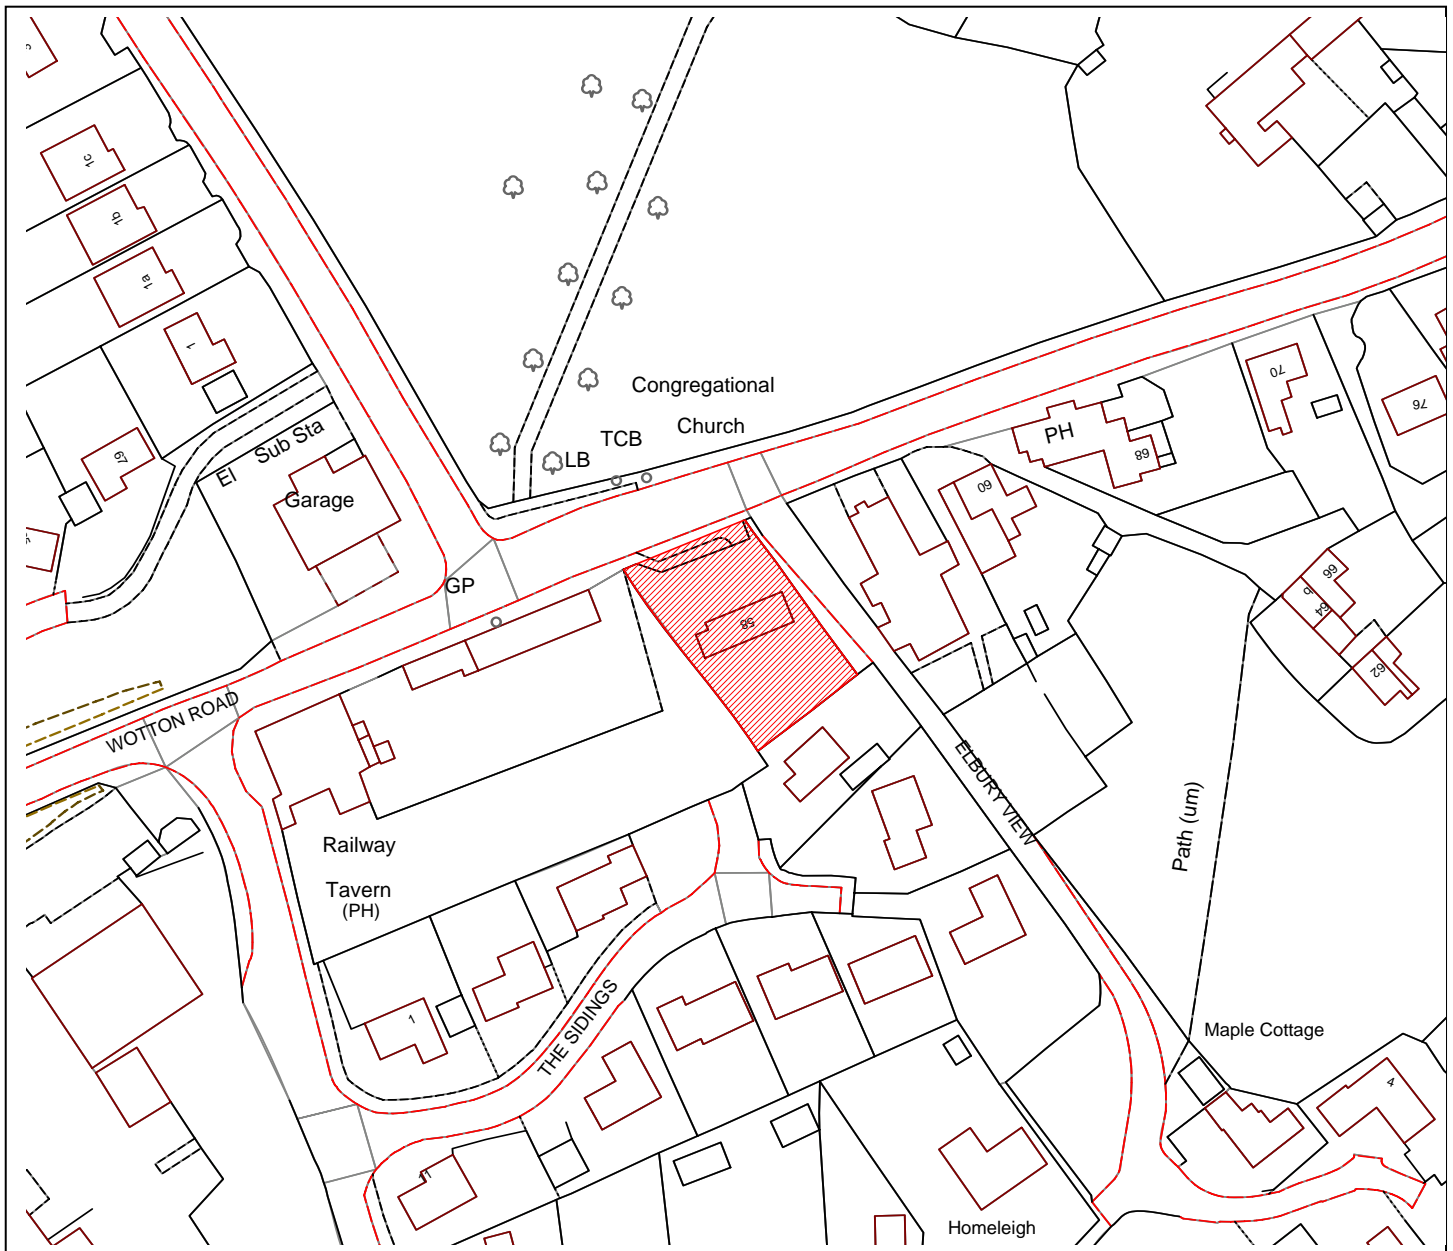 1c
1b
1a
1
Congregational
Church
TCB
LB
El
Sub Sta
Garage
67
PH
70
76
68
60
GP
58
66
64
62
WOTTON ROAD
ELBURY VIEW
Path (um)
Railway
Tavern
(PH)
1
THE SIDINGS
Maple Cottage
4
11
Homeleigh